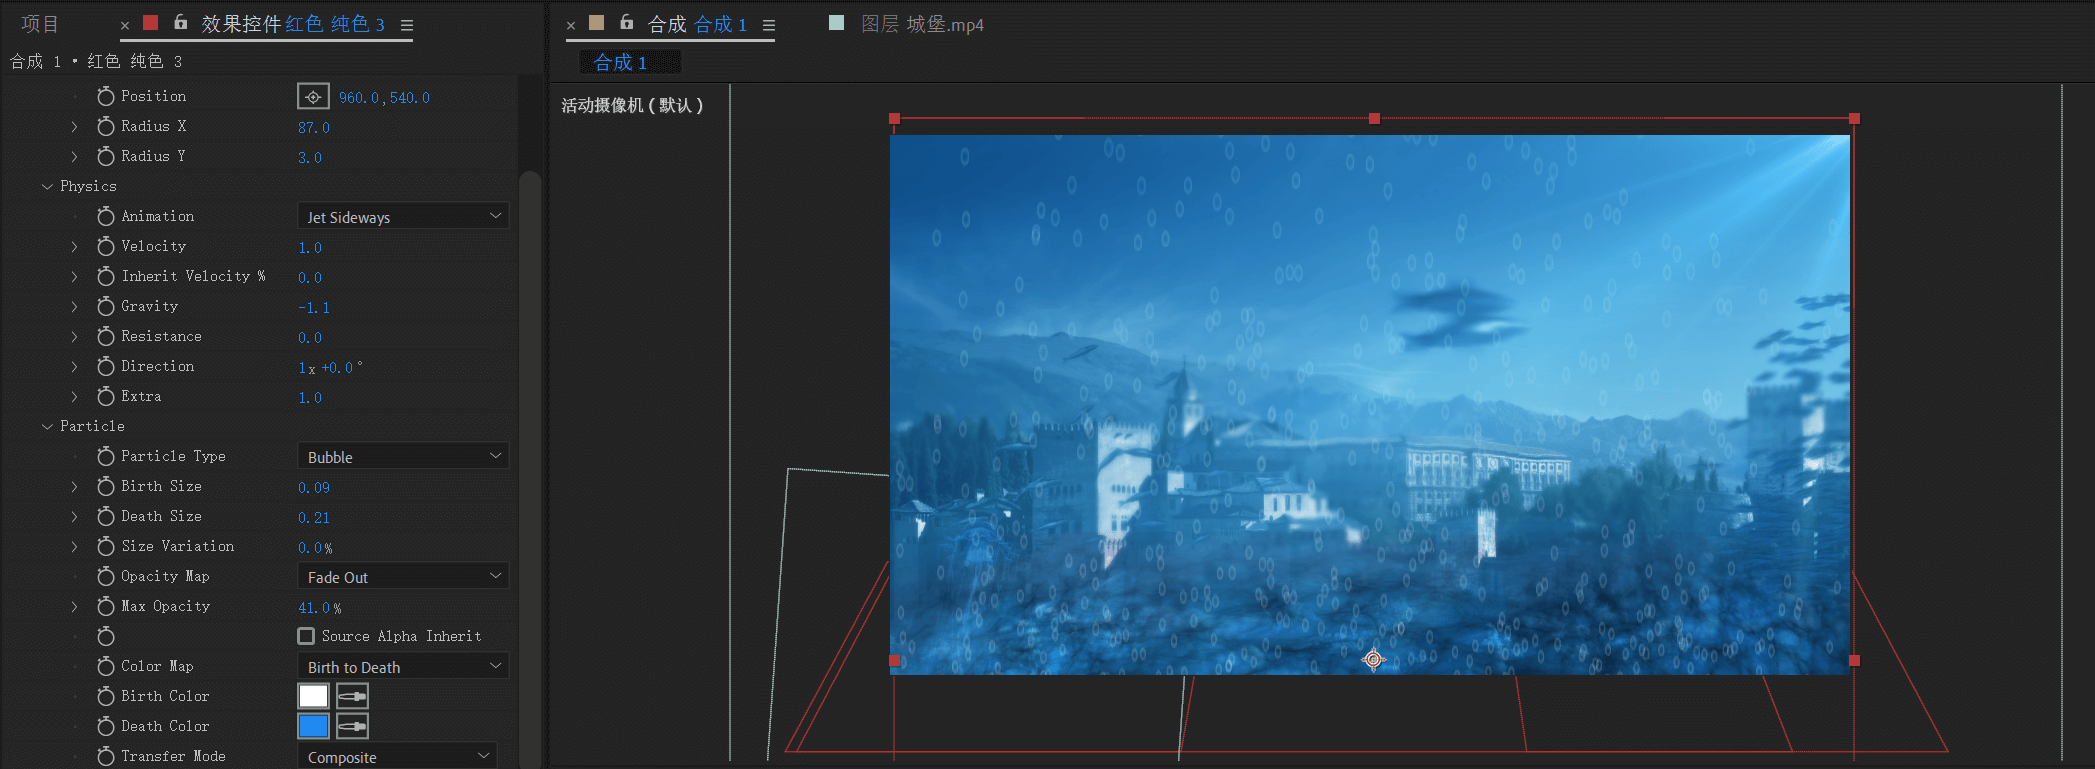 项目
× 效果控件 红色 纯色 3 ☰
合成 1 • 红色 纯色 3
Position 960.0,540.0
Radius X 87.0
Radius Y 3.0
Physics
Animation Jet Sideways
Velocity 1.0
Inherit Velocity % 0.0
Gravity -1.1
Resistance 0.0
Direction 1x +0.0°
Extra 1.0
Particle
Particle Type Bubble
Birth Size 0.09
Death Size 0.21
Size Variation 0.0%
Opacity Map Fade Out
Max Opacity 41.0%
Source Alpha Inherit
Color Map Birth to Death
Birth Color
Death Color
Transfer Mode Composite
× 合成 合成 1 ☰
图层 城堡.mp4
合成 1
活动摄像机（默认）